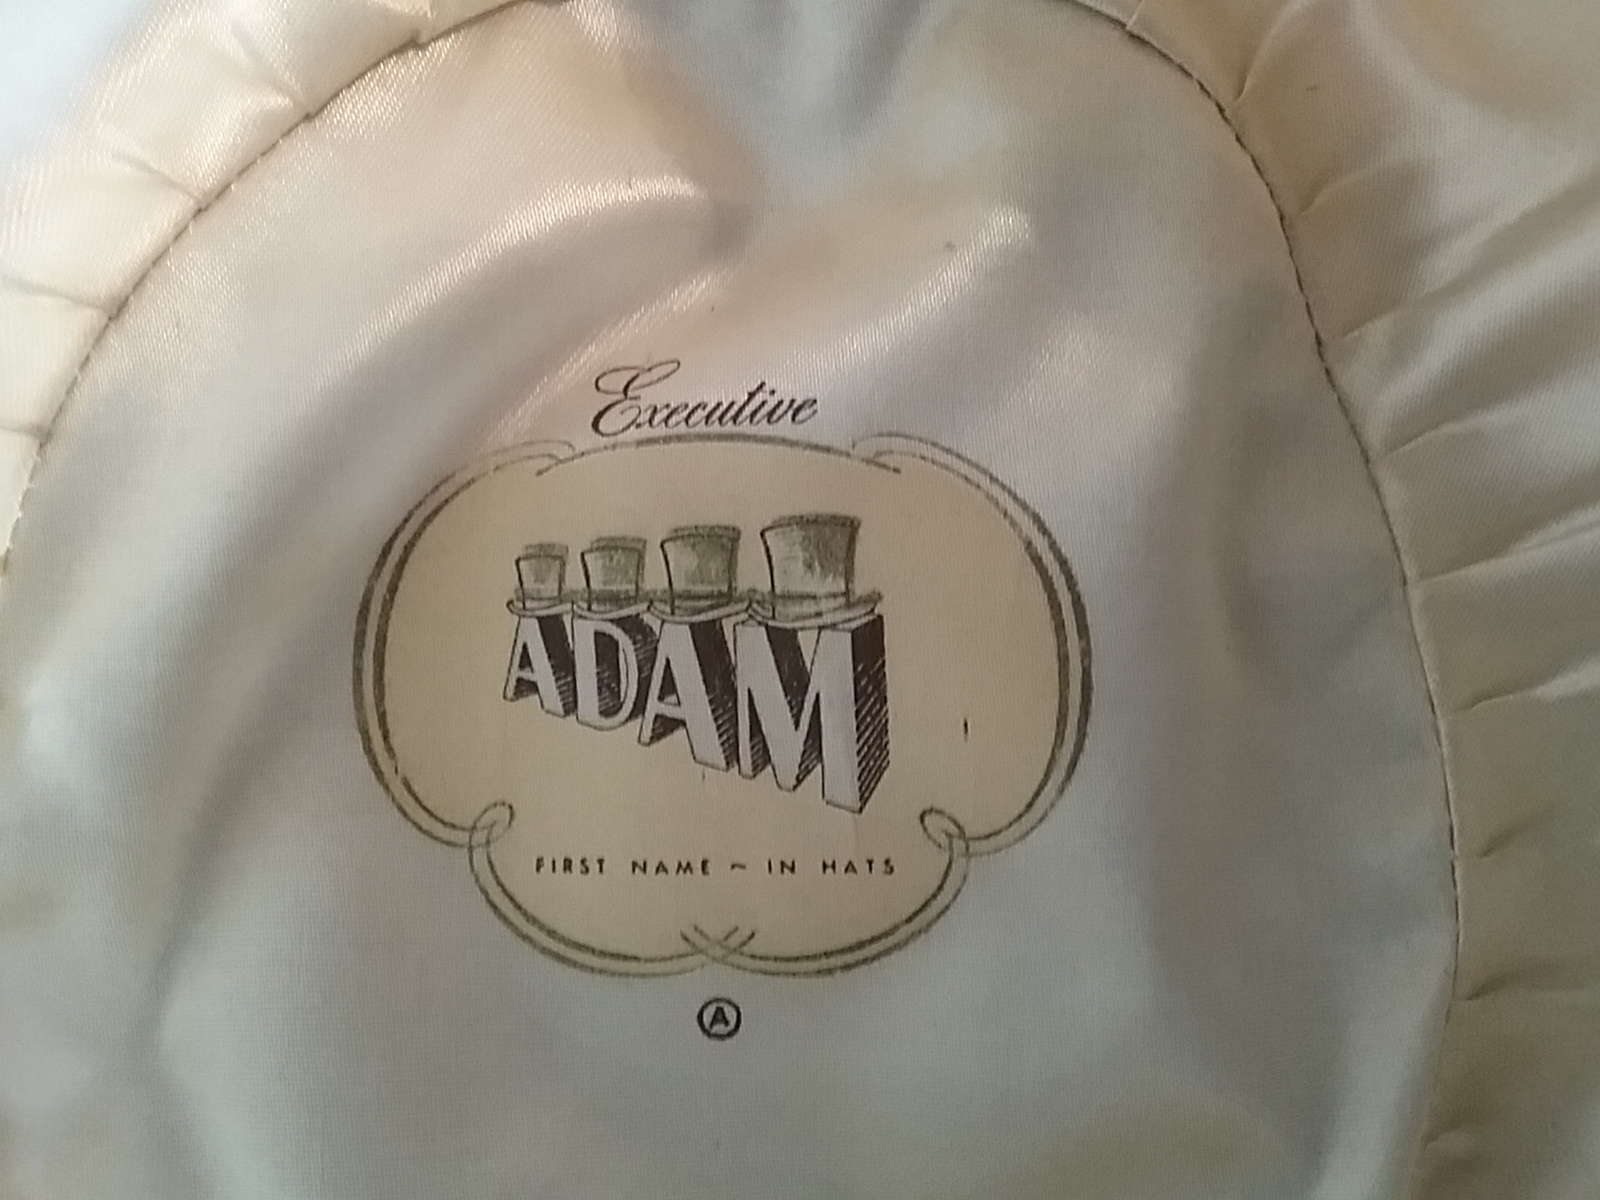 Executive
ADAM
FIRST NAME ~ IN HATS
A